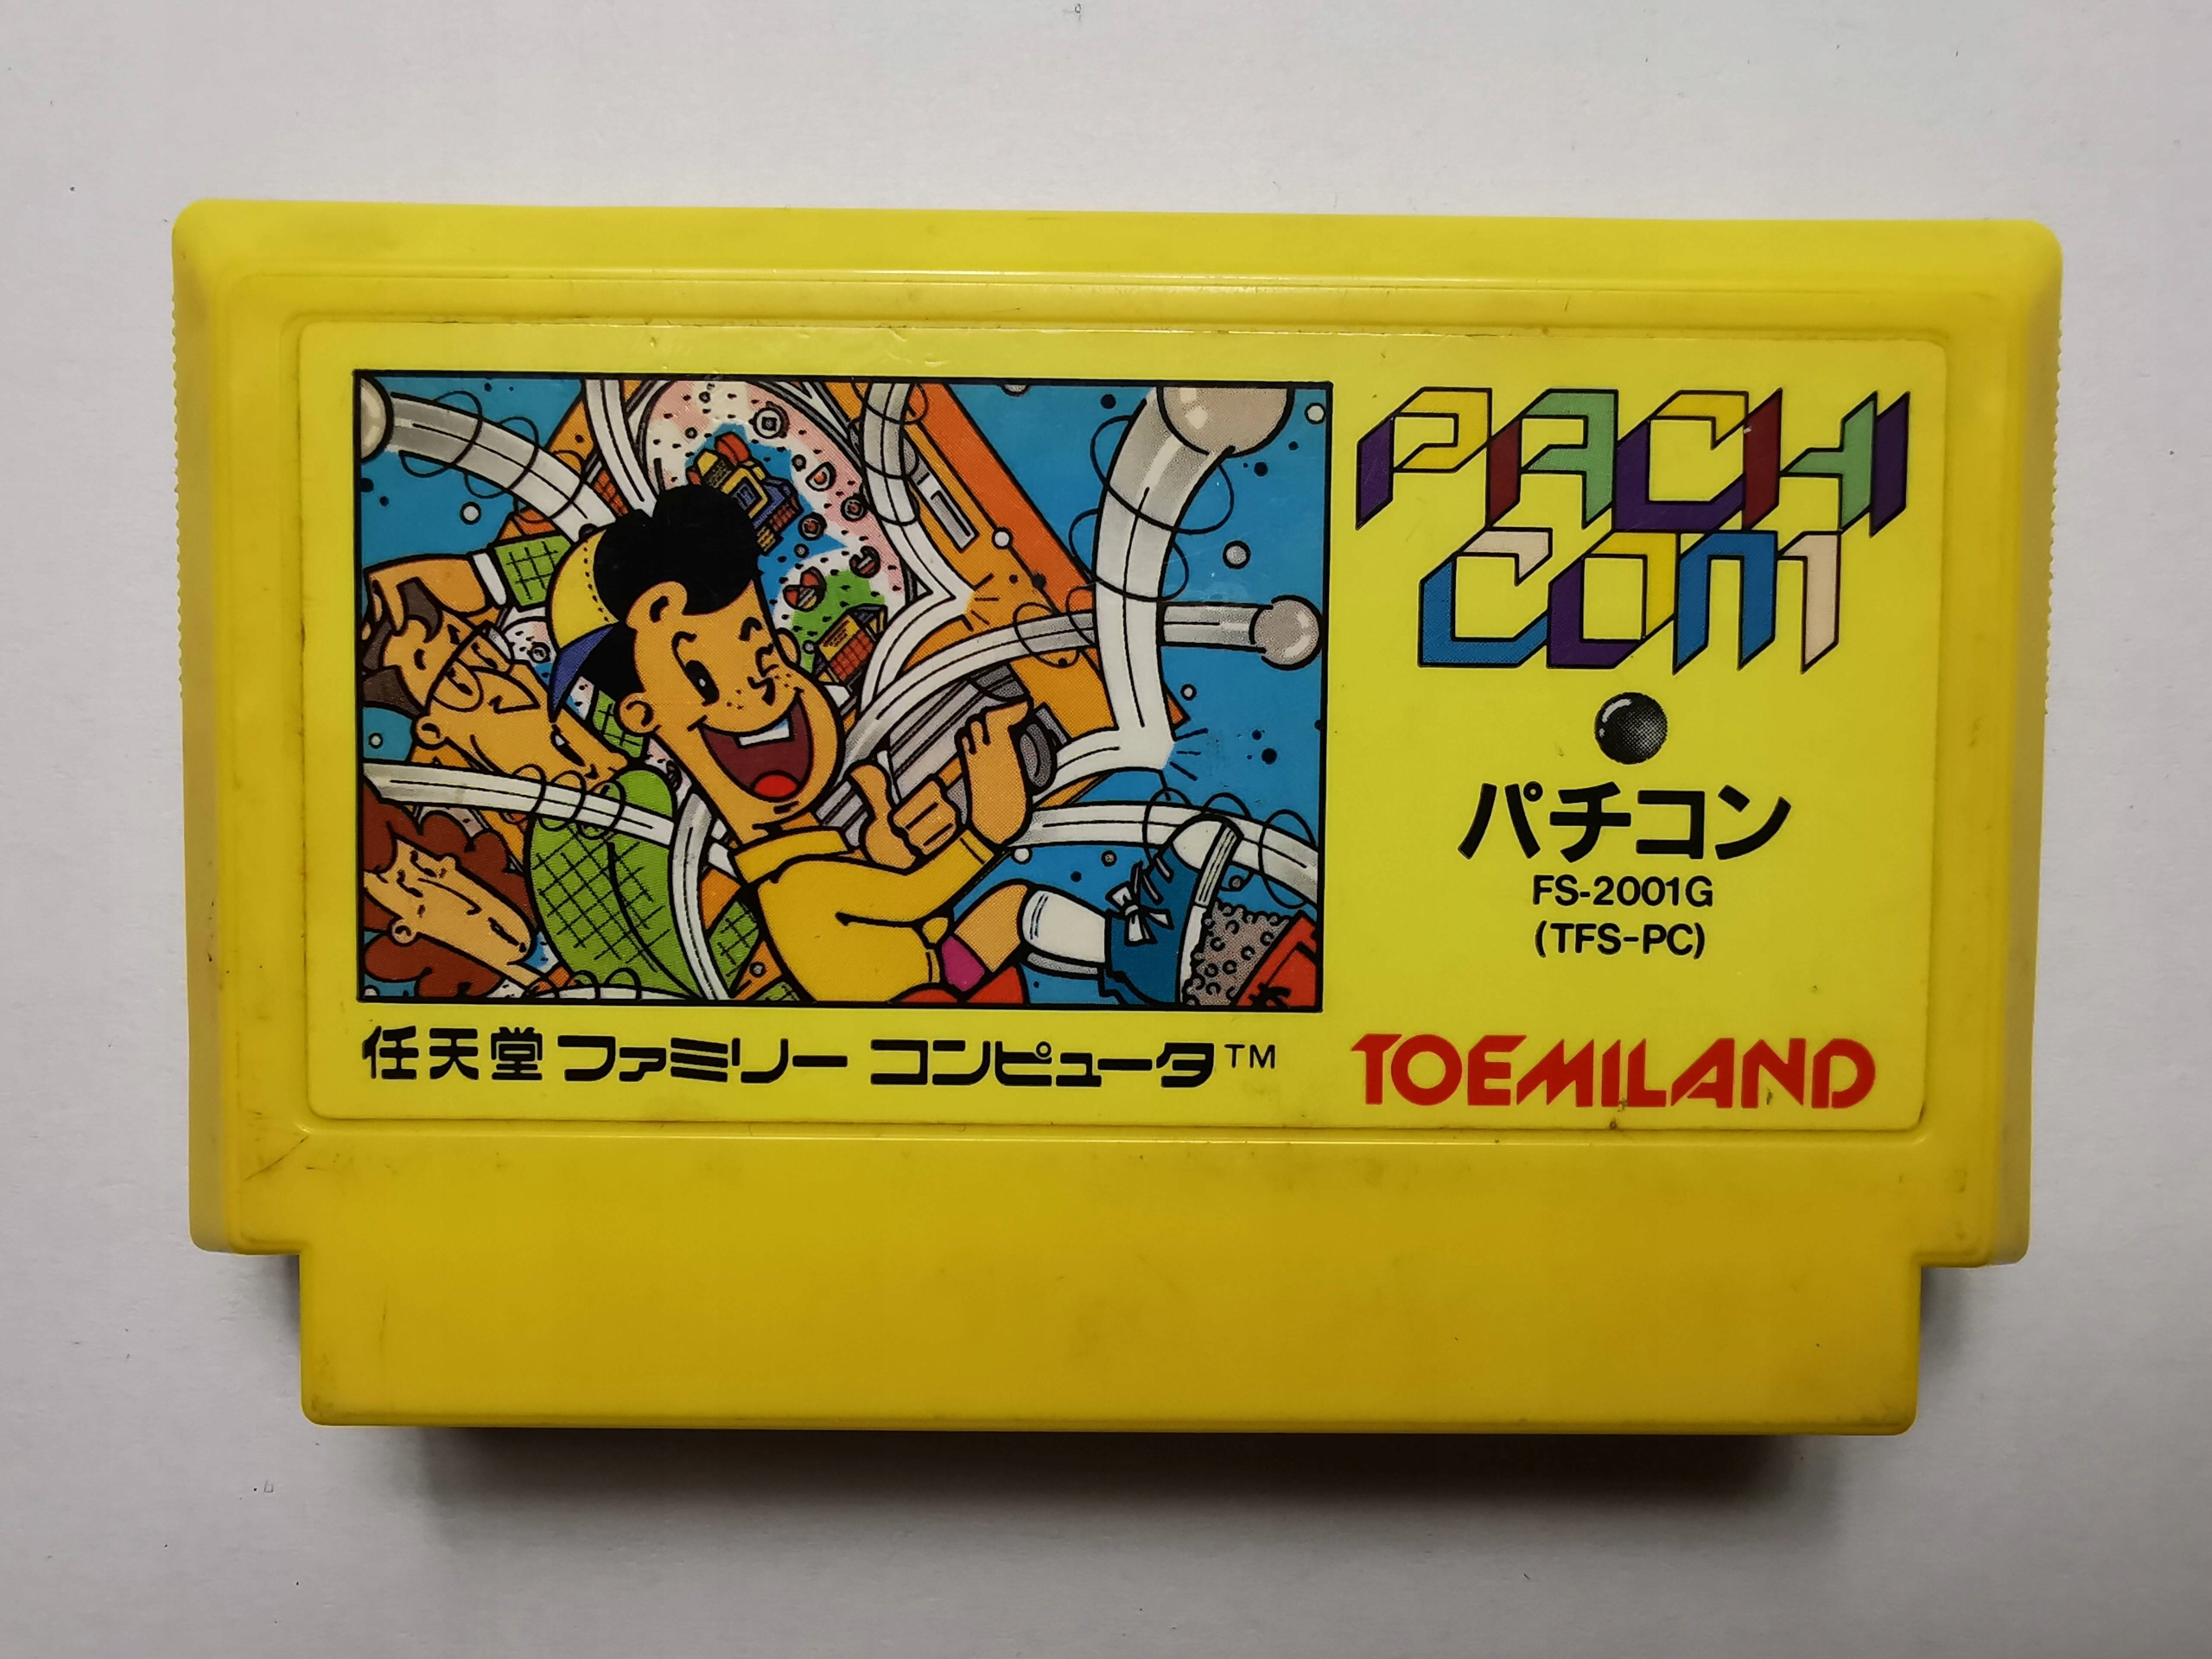 PACHI
COM
パチコン
FS-2001G
(TFS-PC)
任天堂 ファミリー コンピュータ™
TOEMILAND